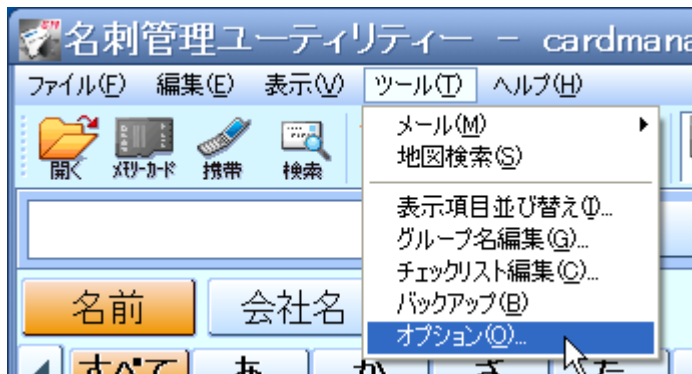 名刺管理ユーティリティー － cardmana
ファイル(F) 編集(E) 表示(V) ツール(T) ヘルプ(H)
開く メモリーカード 携帯 検索
メール(M)
地図検索(S)
表示項目並び替え(I)...
グループ名編集(G)...
チェックリスト編集(C)...
バックアップ(B)
オプション(O)...
名前 会社名
すべて あ か さ た